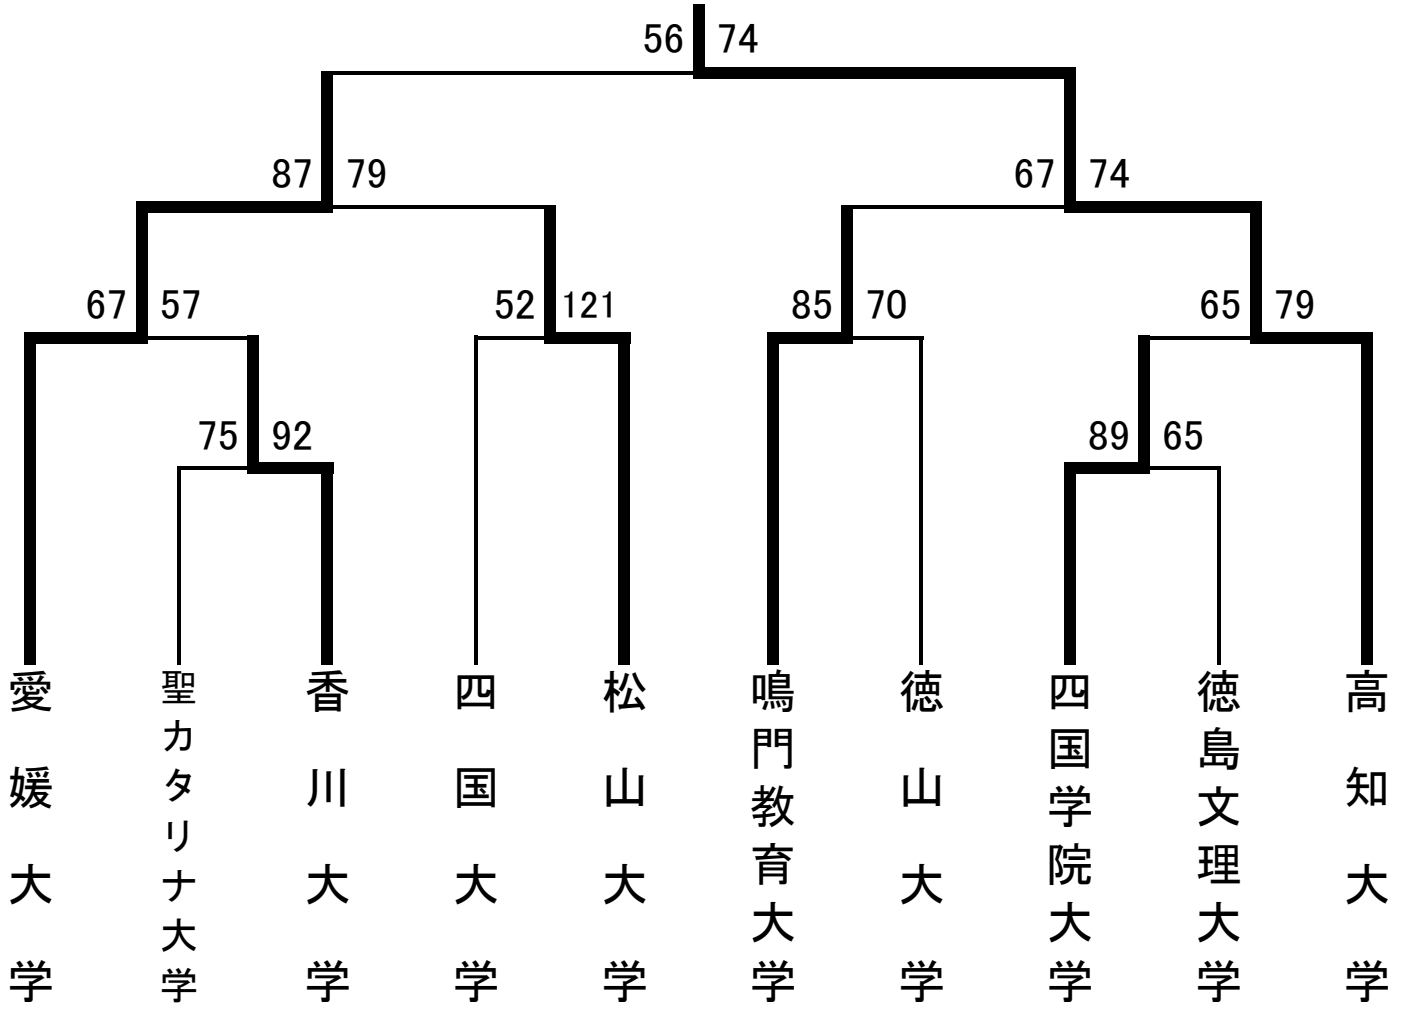 56 74
87 79
67 74
67 57
52 121
85 70
65 79
75 92
89 65
愛媛大学
聖カタリナ大学
香川大学
四国大学
松山大学
鳴門教育大学
徳山大学
四国学院大学
徳島文理大学
高知大学